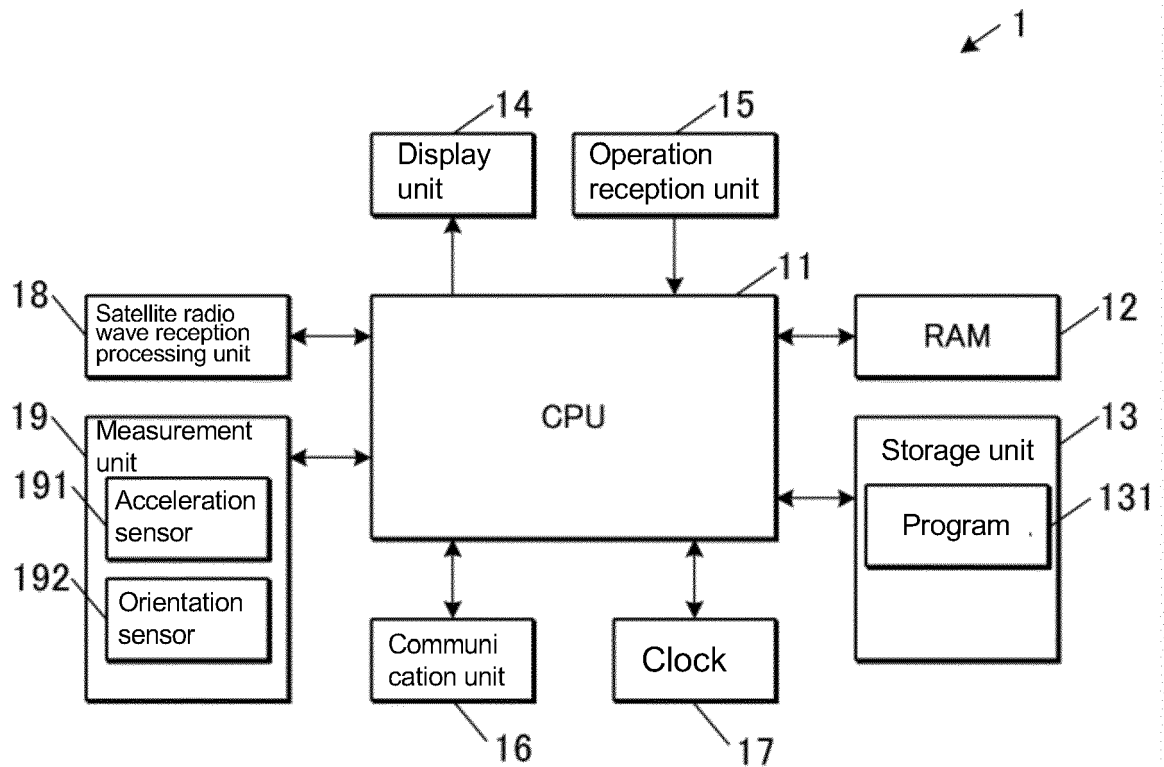 1
14
15
Display
unit
Operation
reception unit
11
18
Satellite radio
wave reception
processing unit
12
RAM
CPU
19
Measurement
unit
13
Storage unit
191
Acceleration
sensor
131
Program
192
Orientation
sensor
Communi
cation unit
Clock
16
17